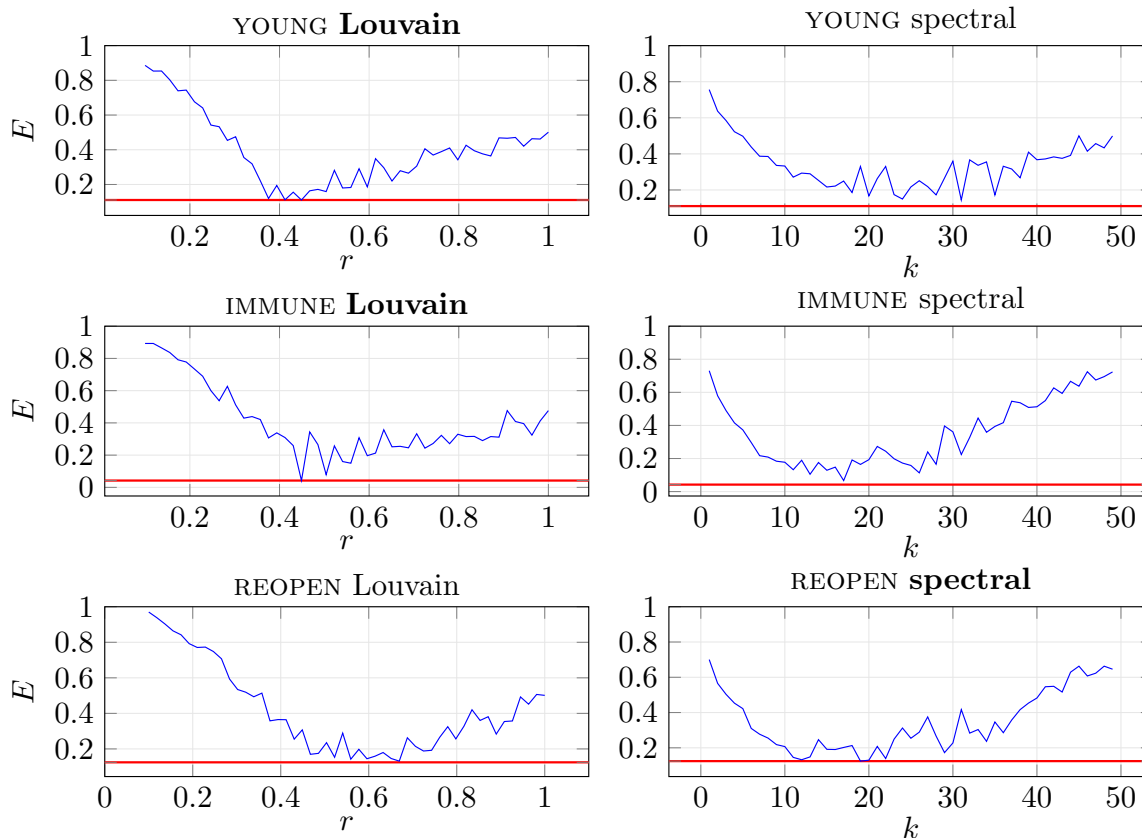 YOUNG Louvain
1
0.8
0.6
0.4
0.2
E
0.2 0.4 0.6 0.8 1
r
YOUNG spectral
1
0.8
0.6
0.4
0.2
0 10 20 30 40 50
k
IMMUNE Louvain
1
0.8
0.6
0.4
0.2
0
E
0.2 0.4 0.6 0.8 1
r
IMMUNE spectral
1
0.8
0.6
0.4
0.2
0
0 10 20 30 40 50
k
REOPEN Louvain
1
0.8
0.6
0.4
0.2
E
0 0.2 0.4 0.6 0.8 1
r
REOPEN spectral
1
0.8
0.6
0.4
0.2
0 10 20 30 40 50
k